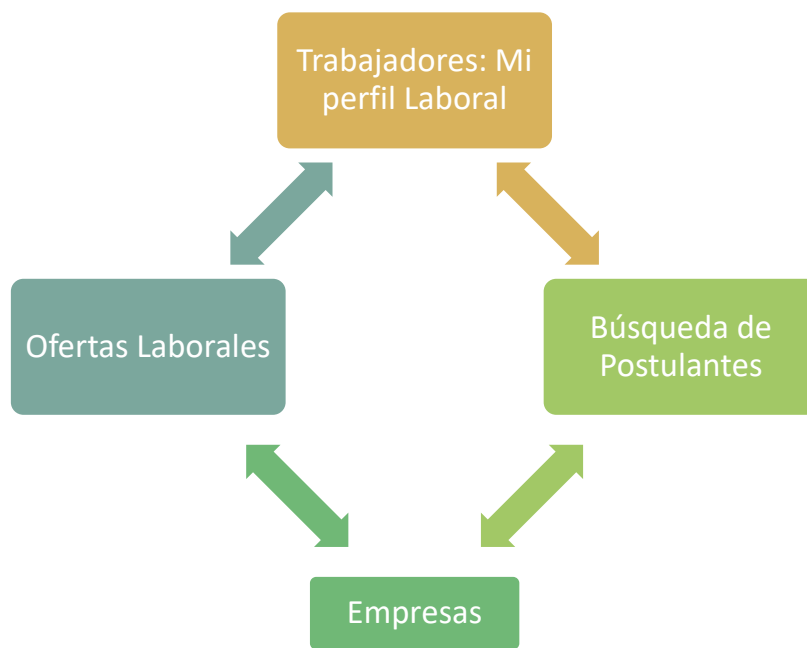 Trabajadores: Mi
perfil Laboral
Ofertas Laborales
Búsqueda de
Postulantes
Empresas